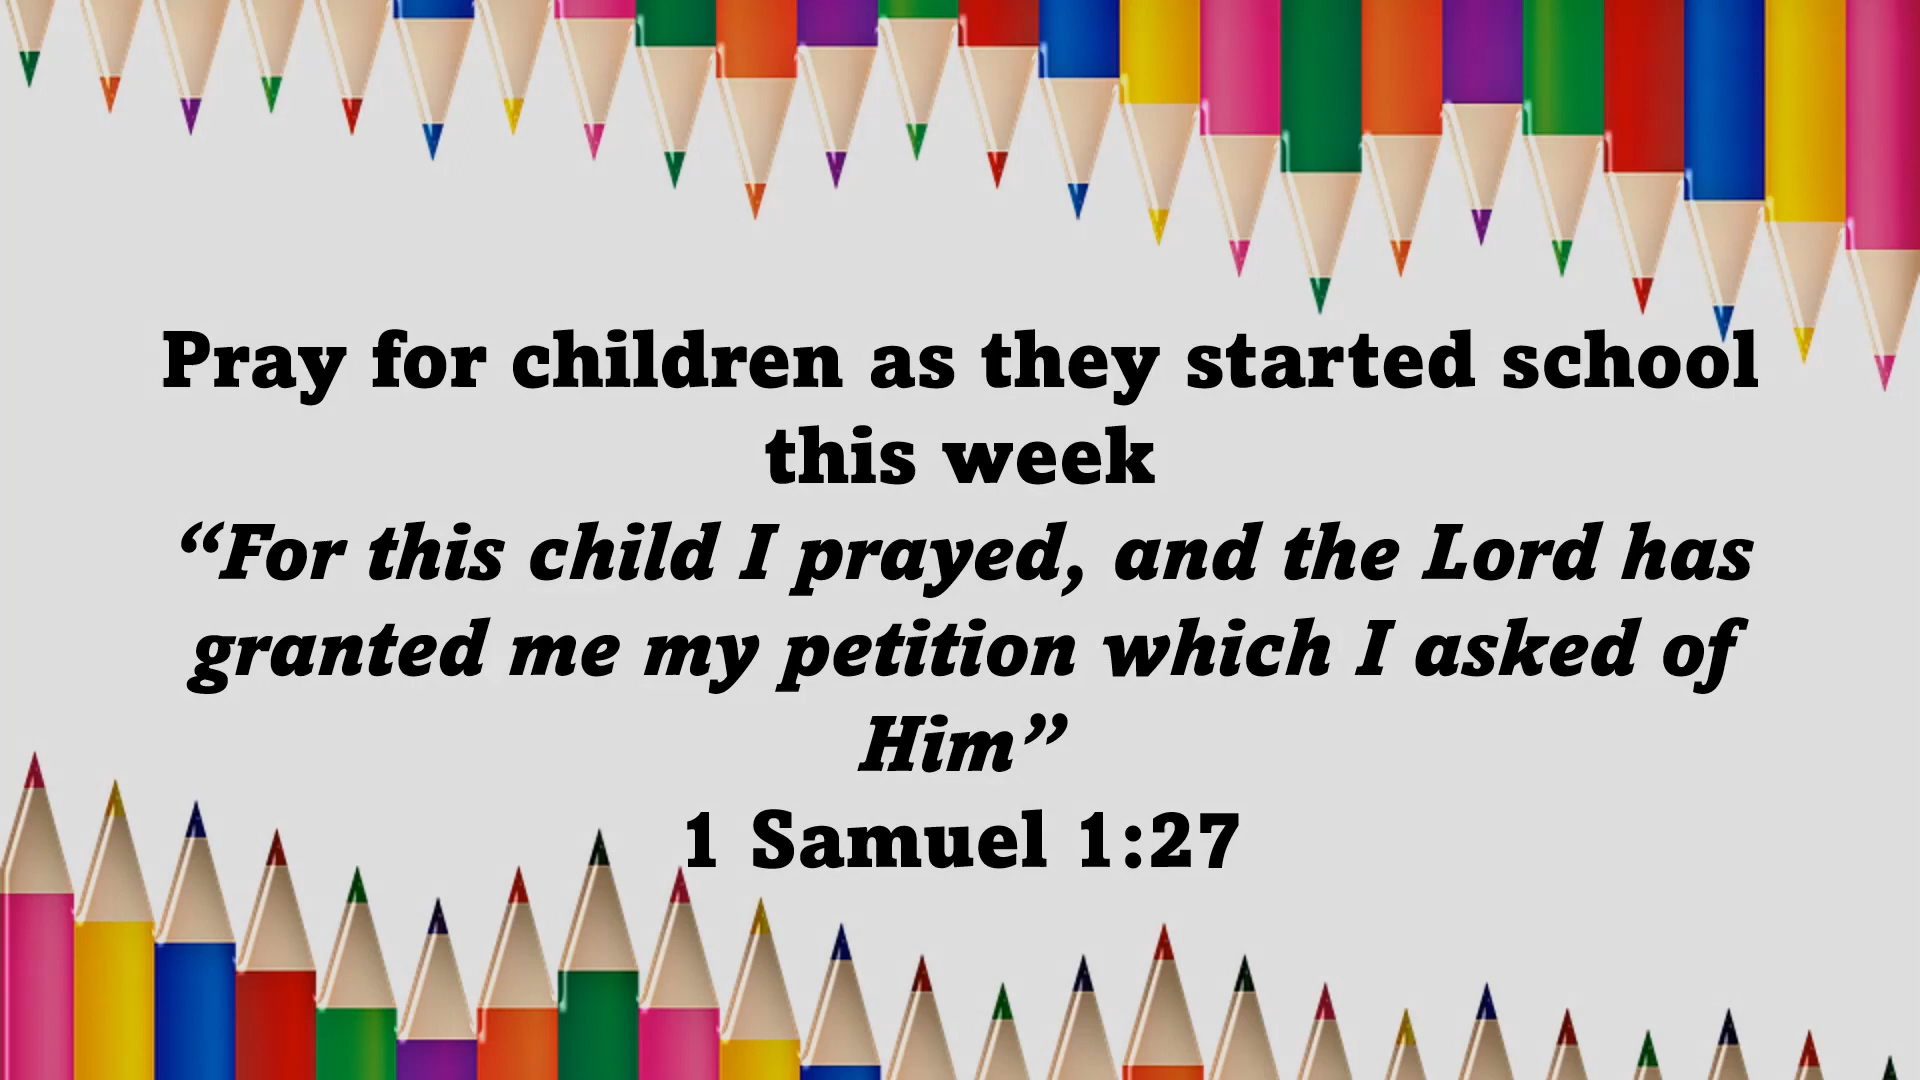 Pray for children as they started school
this week
“For this child I prayed, and the Lord has
granted me my petition which I asked of
Him”
1 Samuel 1:27